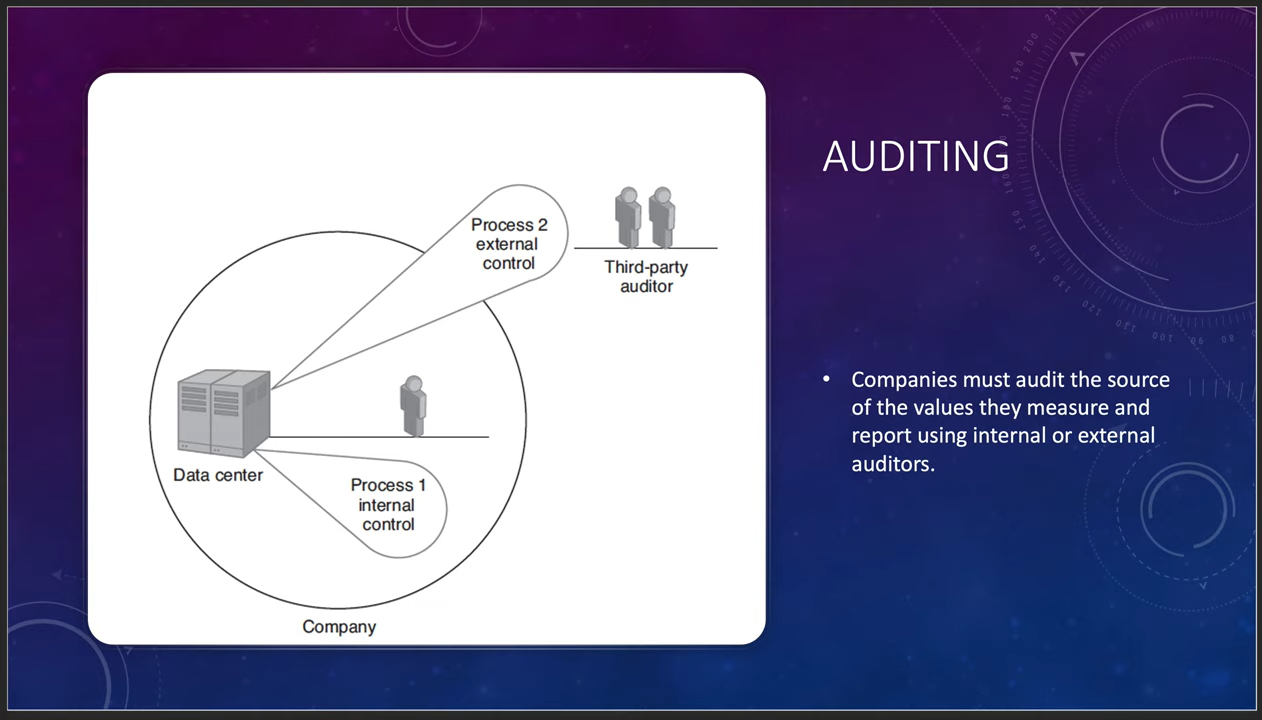 AUDITING
Process 2
external
control
Third-party
auditor
Data center
Process 1
internal
control
Company
• Companies must audit the source
of the values they measure and
report using internal or external
auditors.